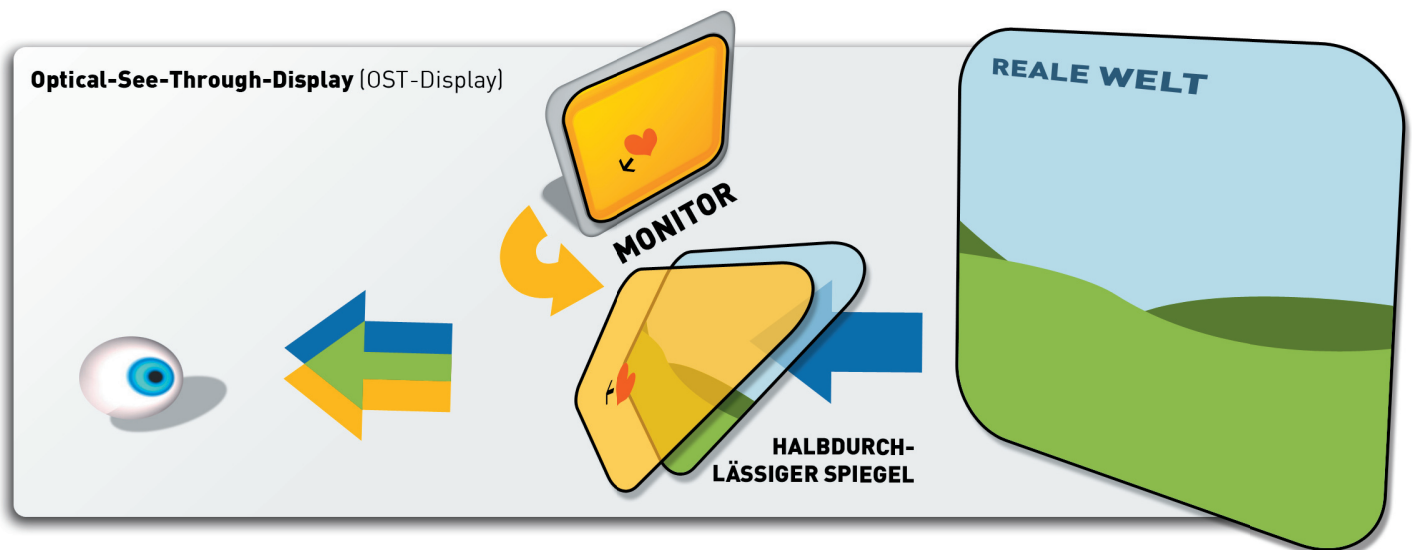 Optical-See-Through-Display (OST-Display)
REALE WELT
MONITOR
HALBDURCH-
LÄSSIGER SPIEGEL